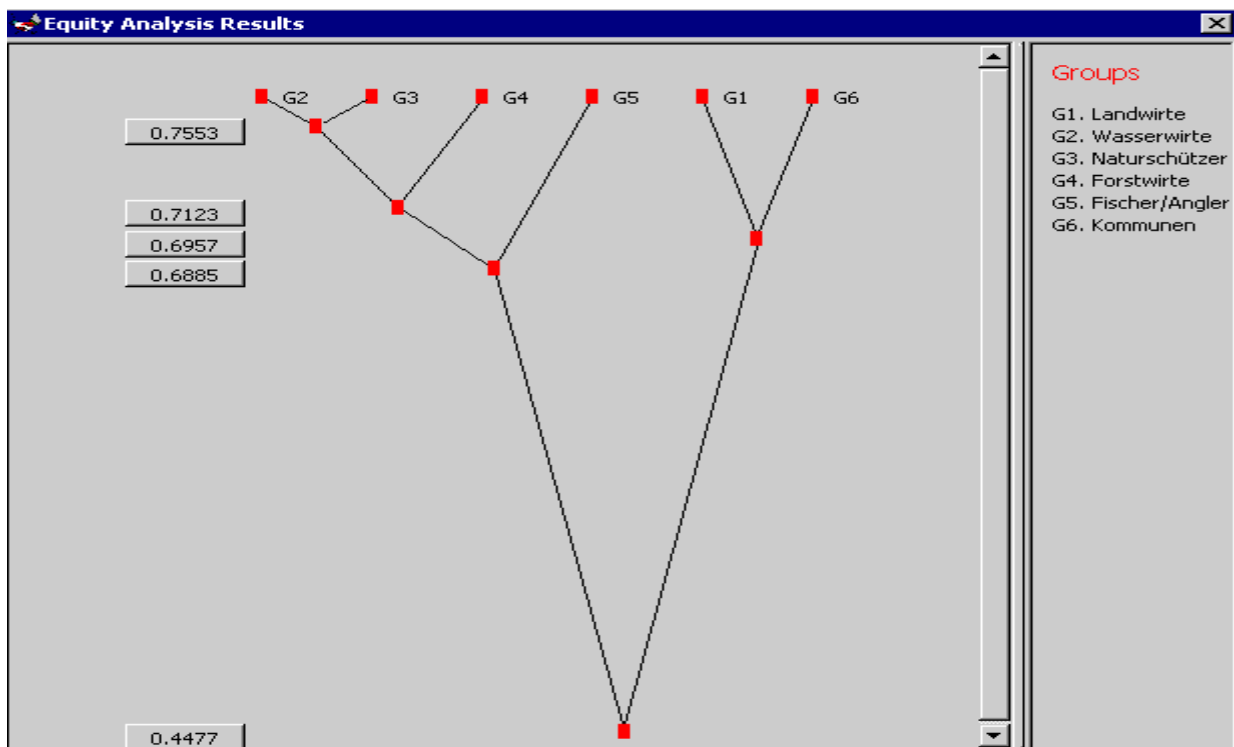 Equity Analysis Results
G2 G3 G4 G5 G1 G6
0.7553
0.7123
0.6957
0.6885
0.4477
Groups
G1. Landwirte
G2. Wasserwirte
G3. Naturschützer
G4. Forstwirte
G5. Fischer/Angler
G6. Kommunen